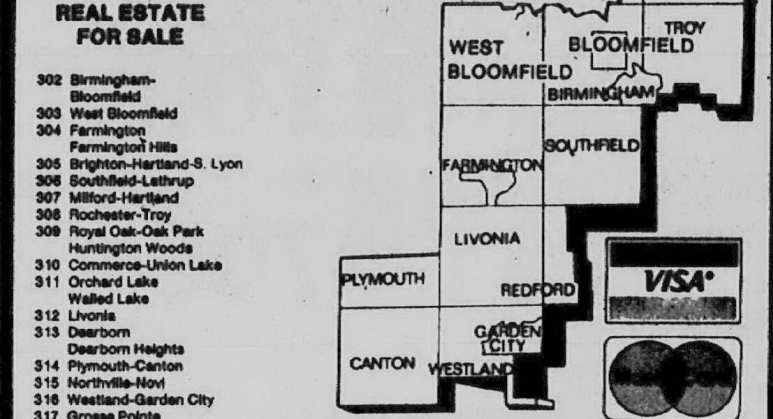 REAL ESTATE
FOR SALE
302 Birmingham-
Bloomfield
303 West Bloomfield
304 Farmington
Farmington Hills
305 Brighton-Hartland-S. Lyon
306 Southfield-Lathrup
307 Milford-Hartland
308 Rochester-Troy
309 Royal Oak-Oak Park
Huntington Woods
310 Commerce-Union Lake
311 Orchard Lake
Walled Lake
312 Livonia
313 Dearborn
Dearborn Heights
314 Plymouth-Canton
315 Northville-Novi
316 Westland-Garden City
317 Grosse Pointe
WEST
BLOOMFIELD
BLOOMFIELD
TROY
BIRMINGHAM
SOUTHFIELD
FARMINGTON
LIVONIA
PLYMOUTH
REDFORD
GARDEN
CITY
CANTON
WESTLAND
VISA®